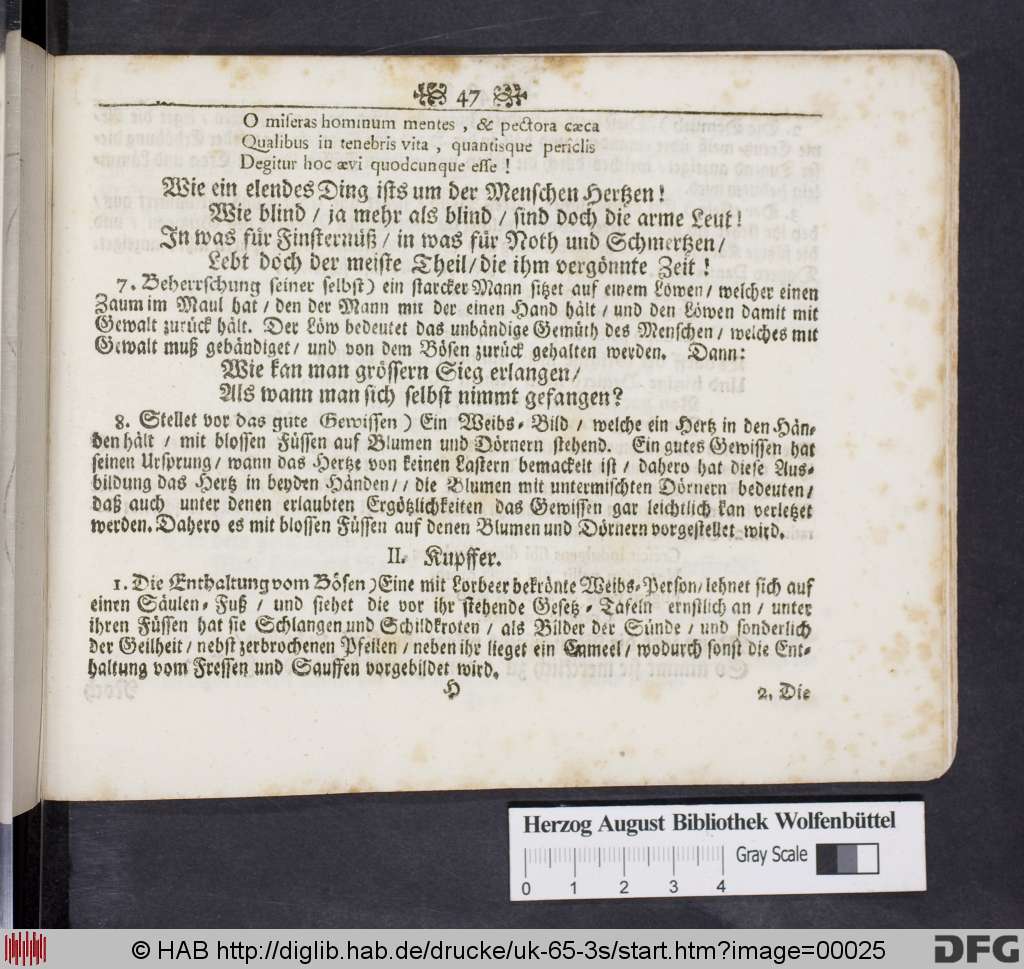 47
O miſeras hominum mentes , & pectora cæca
Qualibus in tenebris vita , quantisque periclis
Degitur hoc ævi quodcunque eſſe !
Wie ein elendes Ding iſts um der Menſchen Hertzen!
Wie blind / ja mehr als blind / ſind doch die arme Leut!
In was für Finſternüß / in was für Noth und Schmertzen /
Lebt doch der meiſte Theil / die ihm vergönnte Zeit !
7. Beherrſchung ſeiner ſelbſt) ein ſtarcker Mann ſitzet auf einem Löwen / welcher einen
Zaum im Maul hat / den der Mann mit der einen Hand hält / und den Löwen damit mit
Gewalt zurück hält. Der Löw bedeutet das unbändige Gemüth des Menſchen / welches mit
Gewalt muß gebändiget / und von dem Böſen zurück gehalten werden. Dann:
Wie kan man gröſſern Sieg erlangen /
Als wann man ſich ſelbſt nimmt gefangen?
8. Stellet vor das gute Gewiſſen) Ein Weibs-Bild / welche ein Hertz in den Hän-
den hält / mit bloſſen Füſſen auf Blumen und Dörnern ſtehend. Ein gutes Gewiſſen hat
ſeinen Urſprung / wann das Hertze von keinen Laſtern bemackelt iſt / dahero hat dieſe Aus-
bildung das Hertz in beyden Händen / / die Blumen mit untermiſchten Dörnern bedeuten /
daß auch unter denen erlaubten Ergötzlichkeiten das Gewiſſen gar leichtlich kan verletzet
werden. Dahero es mit bloſſen Füſſen auf denen Blumen und Dörnern vorgeſtellet wird.
II. Kupffer.
1. Die Enthaltung vom Böſen) Eine mit Lorbeer bekrönte Weibs-Perſon / lehnet ſich auf
einen Säulen-Fuß / und ſiehet die vor ihr ſtehende Geſetz-Tafeln ernſtlich an / unter
ihren Füſſen hat ſie Schlangen und Schildkroten / als Bilder der Sünde / und ſonderlich
der Geilheit / nebſt zerbrochenen Pfeilen / neben ihr lieget ein Cameel / wodurch ſonſt die Ent-
haltung vom Freſſen und Sauffen vorgebildet wird.
H 2. Die
Herzog August Bibliothek Wolfenbüttel
Gray Scale
0 1 2 3 4
© HAB http://diglib.hab.de/drucke/uk-65-3s/start.htm?image=00025
DFG